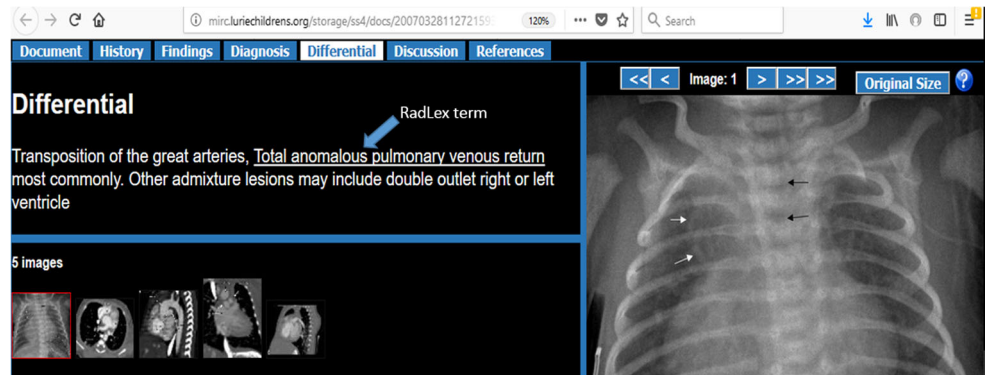 mirc.luriechildrens.org/storage/ss4/docs/20070328112721592
120%
Search
Document History Findings Diagnosis Differential Discussion References
<< < Image: 1 > >> >> Original Size ?
Differential
RadLex term
Transposition of the great arteries, Total anomalous pulmonary venous return
most commonly. Other admixture lesions may include double outlet right or left
ventricle
5 images